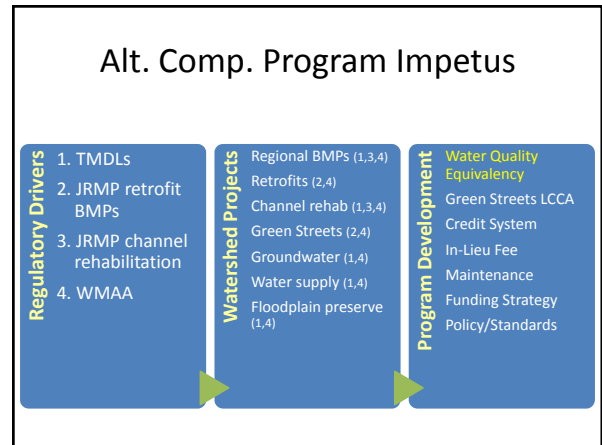 Alt. Comp. Program Impetus
Regulatory Drivers
1. TMDLs
2. JRMP retrofit
BMPs
3. JRMP channel
rehabilitation
4. WMAA
Watershed Projects
Regional BMPs (1,3,4)
Retrofits (2,4)
Channel rehab (1,3,4)
Green Streets (2,4)
Groundwater (1,4)
Water supply (1,4)
Floodplain preserve
(1,4)
Program Development
Water Quality
Equivalency
Green Streets LCCA
Credit System
In-Lieu Fee
Maintenance
Funding Strategy
Policy/Standards